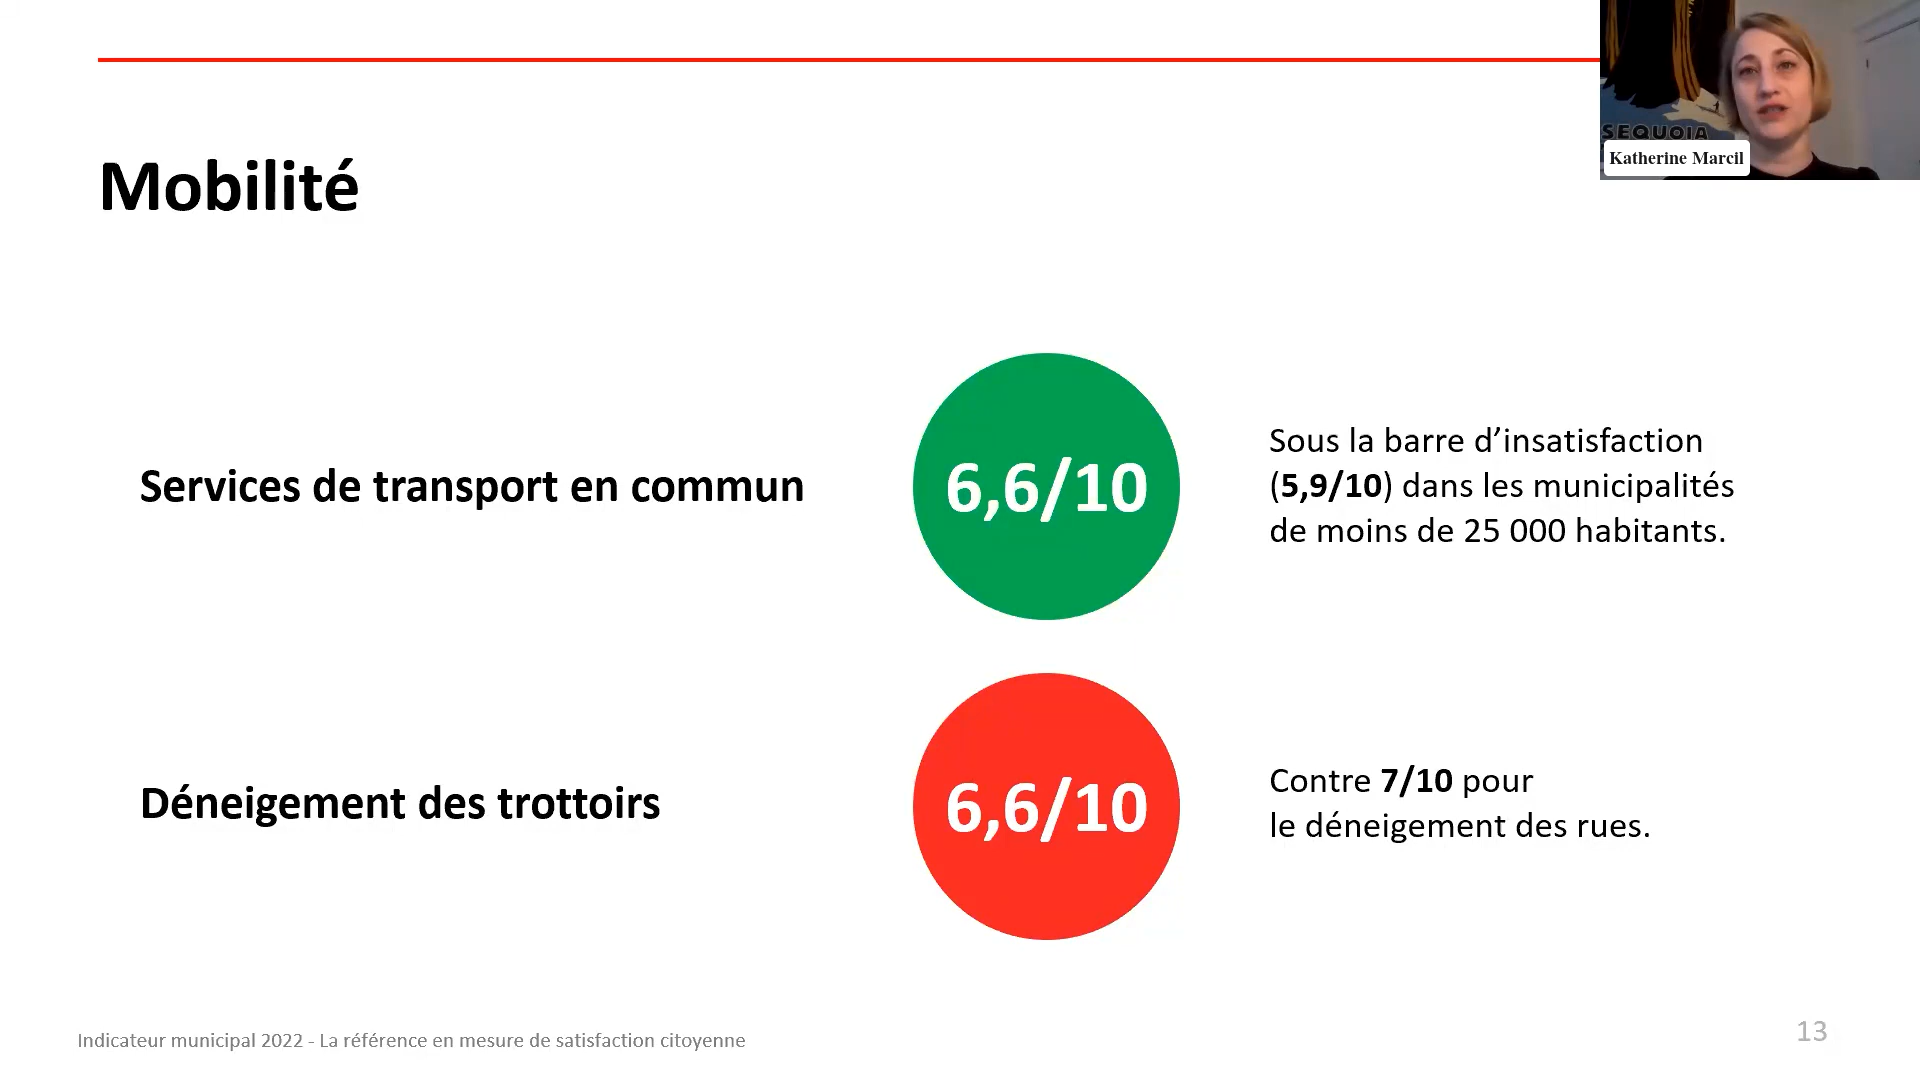 SEQUOIA
Katherine Marcil
Mobilité
Services de transport en commun
6,6/10
Sous la barre d’insatisfaction
(5,9/10) dans les municipalités
de moins de 25 000 habitants.
Déneigement des trottoirs
6,6/10
Contre 7/10 pour
le déneigement des rues.
Indicateur municipal 2022 - La référence en mesure de satisfaction citoyenne
13